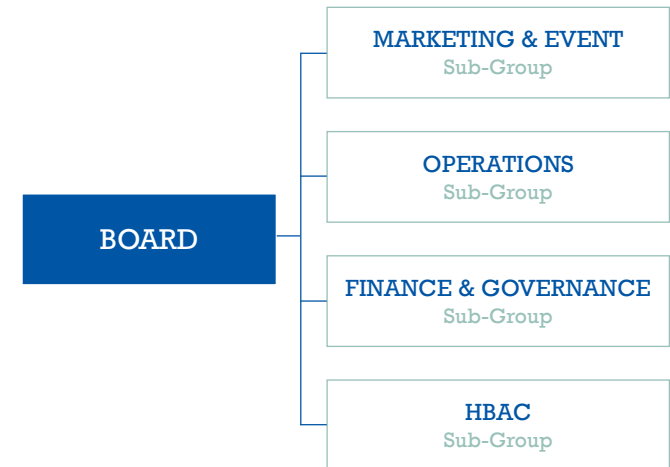 MARKETING & EVENT
Sub-Group
OPERATIONS
Sub-Group
BOARD
FINANCE & GOVERNANCE
Sub-Group
HBAC
Sub-Group